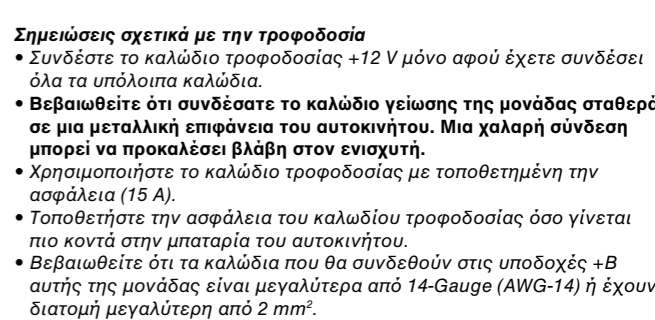 Σημειώσεις σχετικά με την τροφοδοσία
• Συνδέστε το καλώδιο τροφοδοσίας +12 V μόνο αφού έχετε συνδέσει
όλα τα υπόλοιπα καλώδια.
• Βεβαιωθείτε ότι συνδέσατε το καλώδιο γείωσης της μονάδας σταθερά
σε μια μεταλλική επιφάνεια του αυτοκινήτου. Μια χαλαρή σύνδεση
μπορεί να προκαλέσει βλάβη στον ενισχυτή.
• Χρησιμοποιήστε το καλώδιο τροφοδοσίας με τοποθετημένη την
ασφάλεια (15 A).
• Τοποθετήστε την ασφάλεια του καλωδίου τροφοδοσίας όσο γίνεται
πιο κοντά στην μπαταρία του αυτοκινήτου.
• Βεβαιωθείτε ότι τα καλώδια που θα συνδεθούν στις υποδοχές +B
αυτής της μονάδας είναι μεγαλύτερα από 14-Gauge (AWG-14) ή έχουν
διατομή μεγαλύτερη από 2 mm².